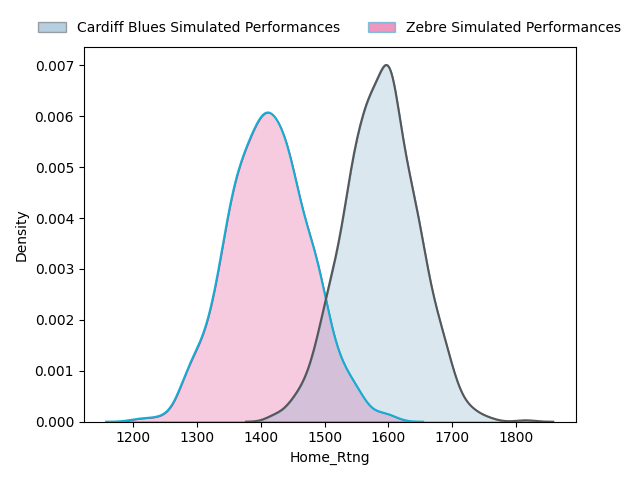 Cardiff Blues Simulated Performances
Zebre Simulated Performances
0.007
0.006
0.005
0.004
0.003
0.002
0.001
0.000
Density
1200 1300 1400 1500 1600 1700 1800
Home_Rtng